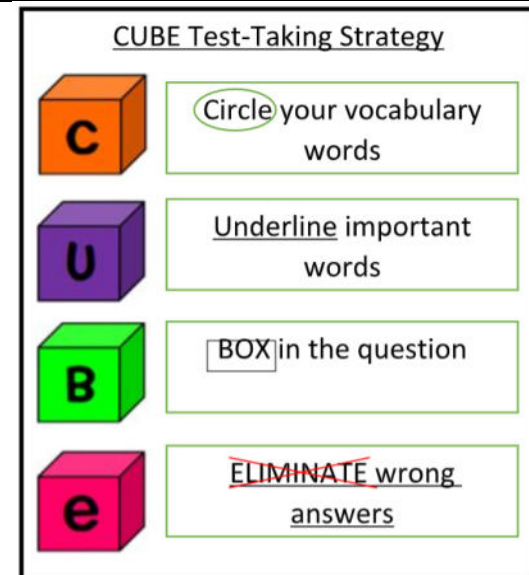 CUBE Test-Taking Strategy
C
Circle your vocabulary
words
U
Underline important
words
B
BOX in the question
e
ELIMINATE wrong
answers